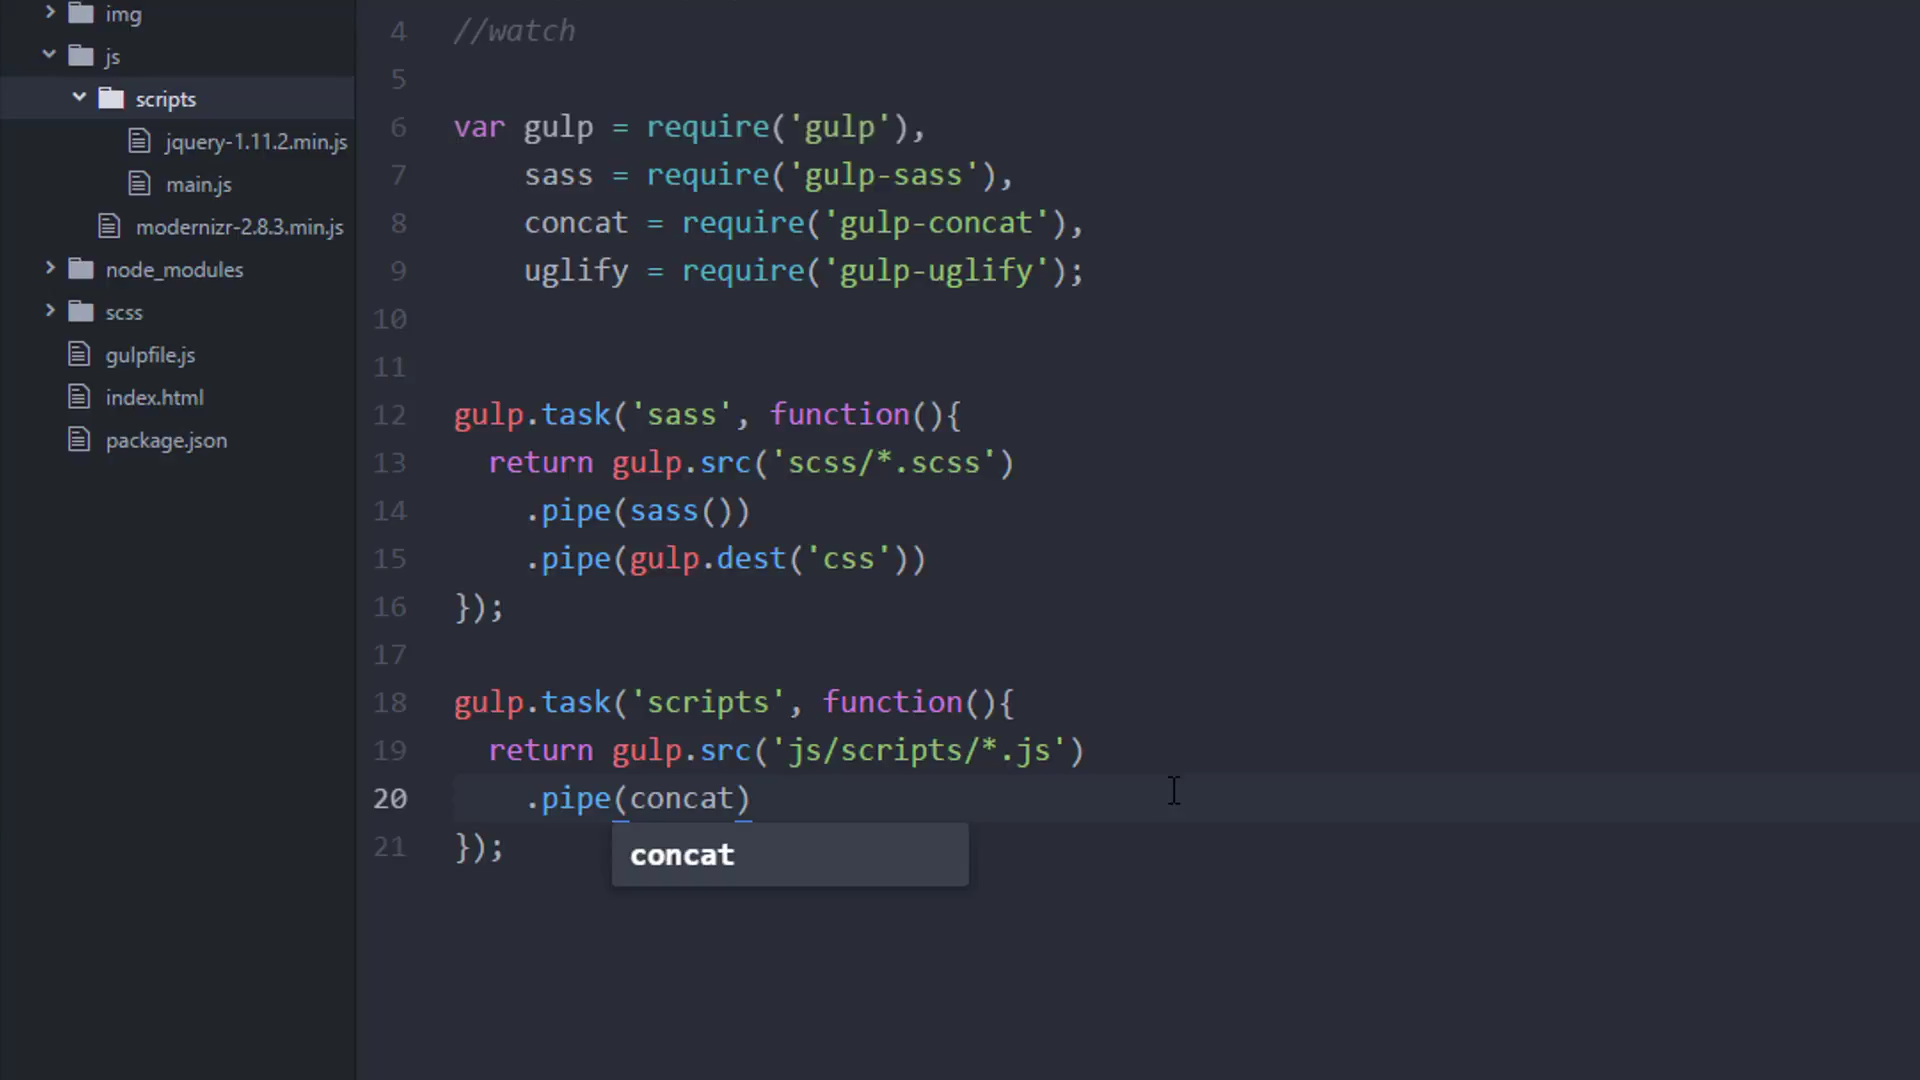 img
js
scripts
jquery-1.11.2.min.js
main.js
modernizr-2.8.3.min.js
node_modules
scss
gulpfile.js
index.html
package.json
4 //watch
5
6 var gulp = require('gulp'),
7 sass = require('gulp-sass'),
8 concat = require('gulp-concat'),
9 uglify = require('gulp-uglify');
10
11
12 gulp.task('sass', function(){
13 return gulp.src('scss/*.scss')
14 .pipe(sass())
15 .pipe(gulp.dest('css'))
16 });
17
18 gulp.task('scripts', function(){
19 return gulp.src('js/scripts/*.js')
20 .pipe(concat)
21 });
concat